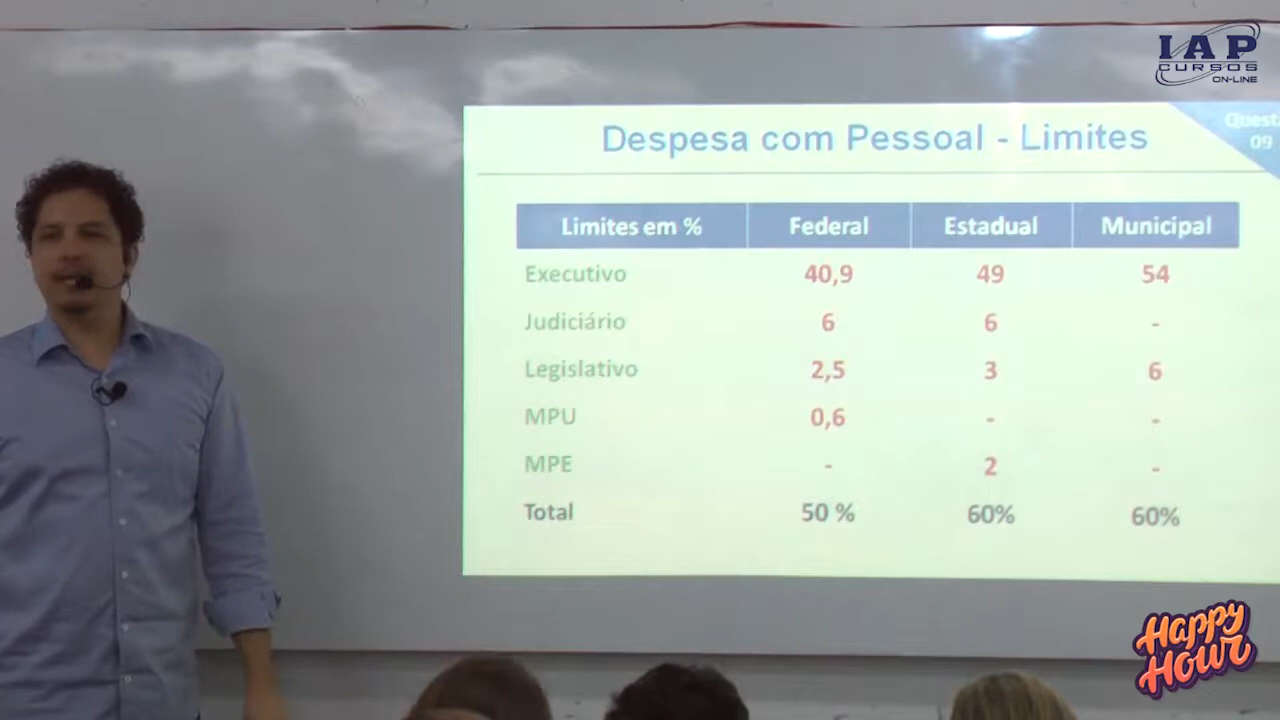 IAP
CURSOS
ON-LINE
Despesa com Pessoal - Limites
09
Limites em % Federal Estadual Municipal
Executivo 40,9 49 54
Judiciário 6 6 -
Legislativo 2,5 3 6
MPU 0,6 - -
MPE - 2 -
Total 50 % 60% 60%
Happy
Hour